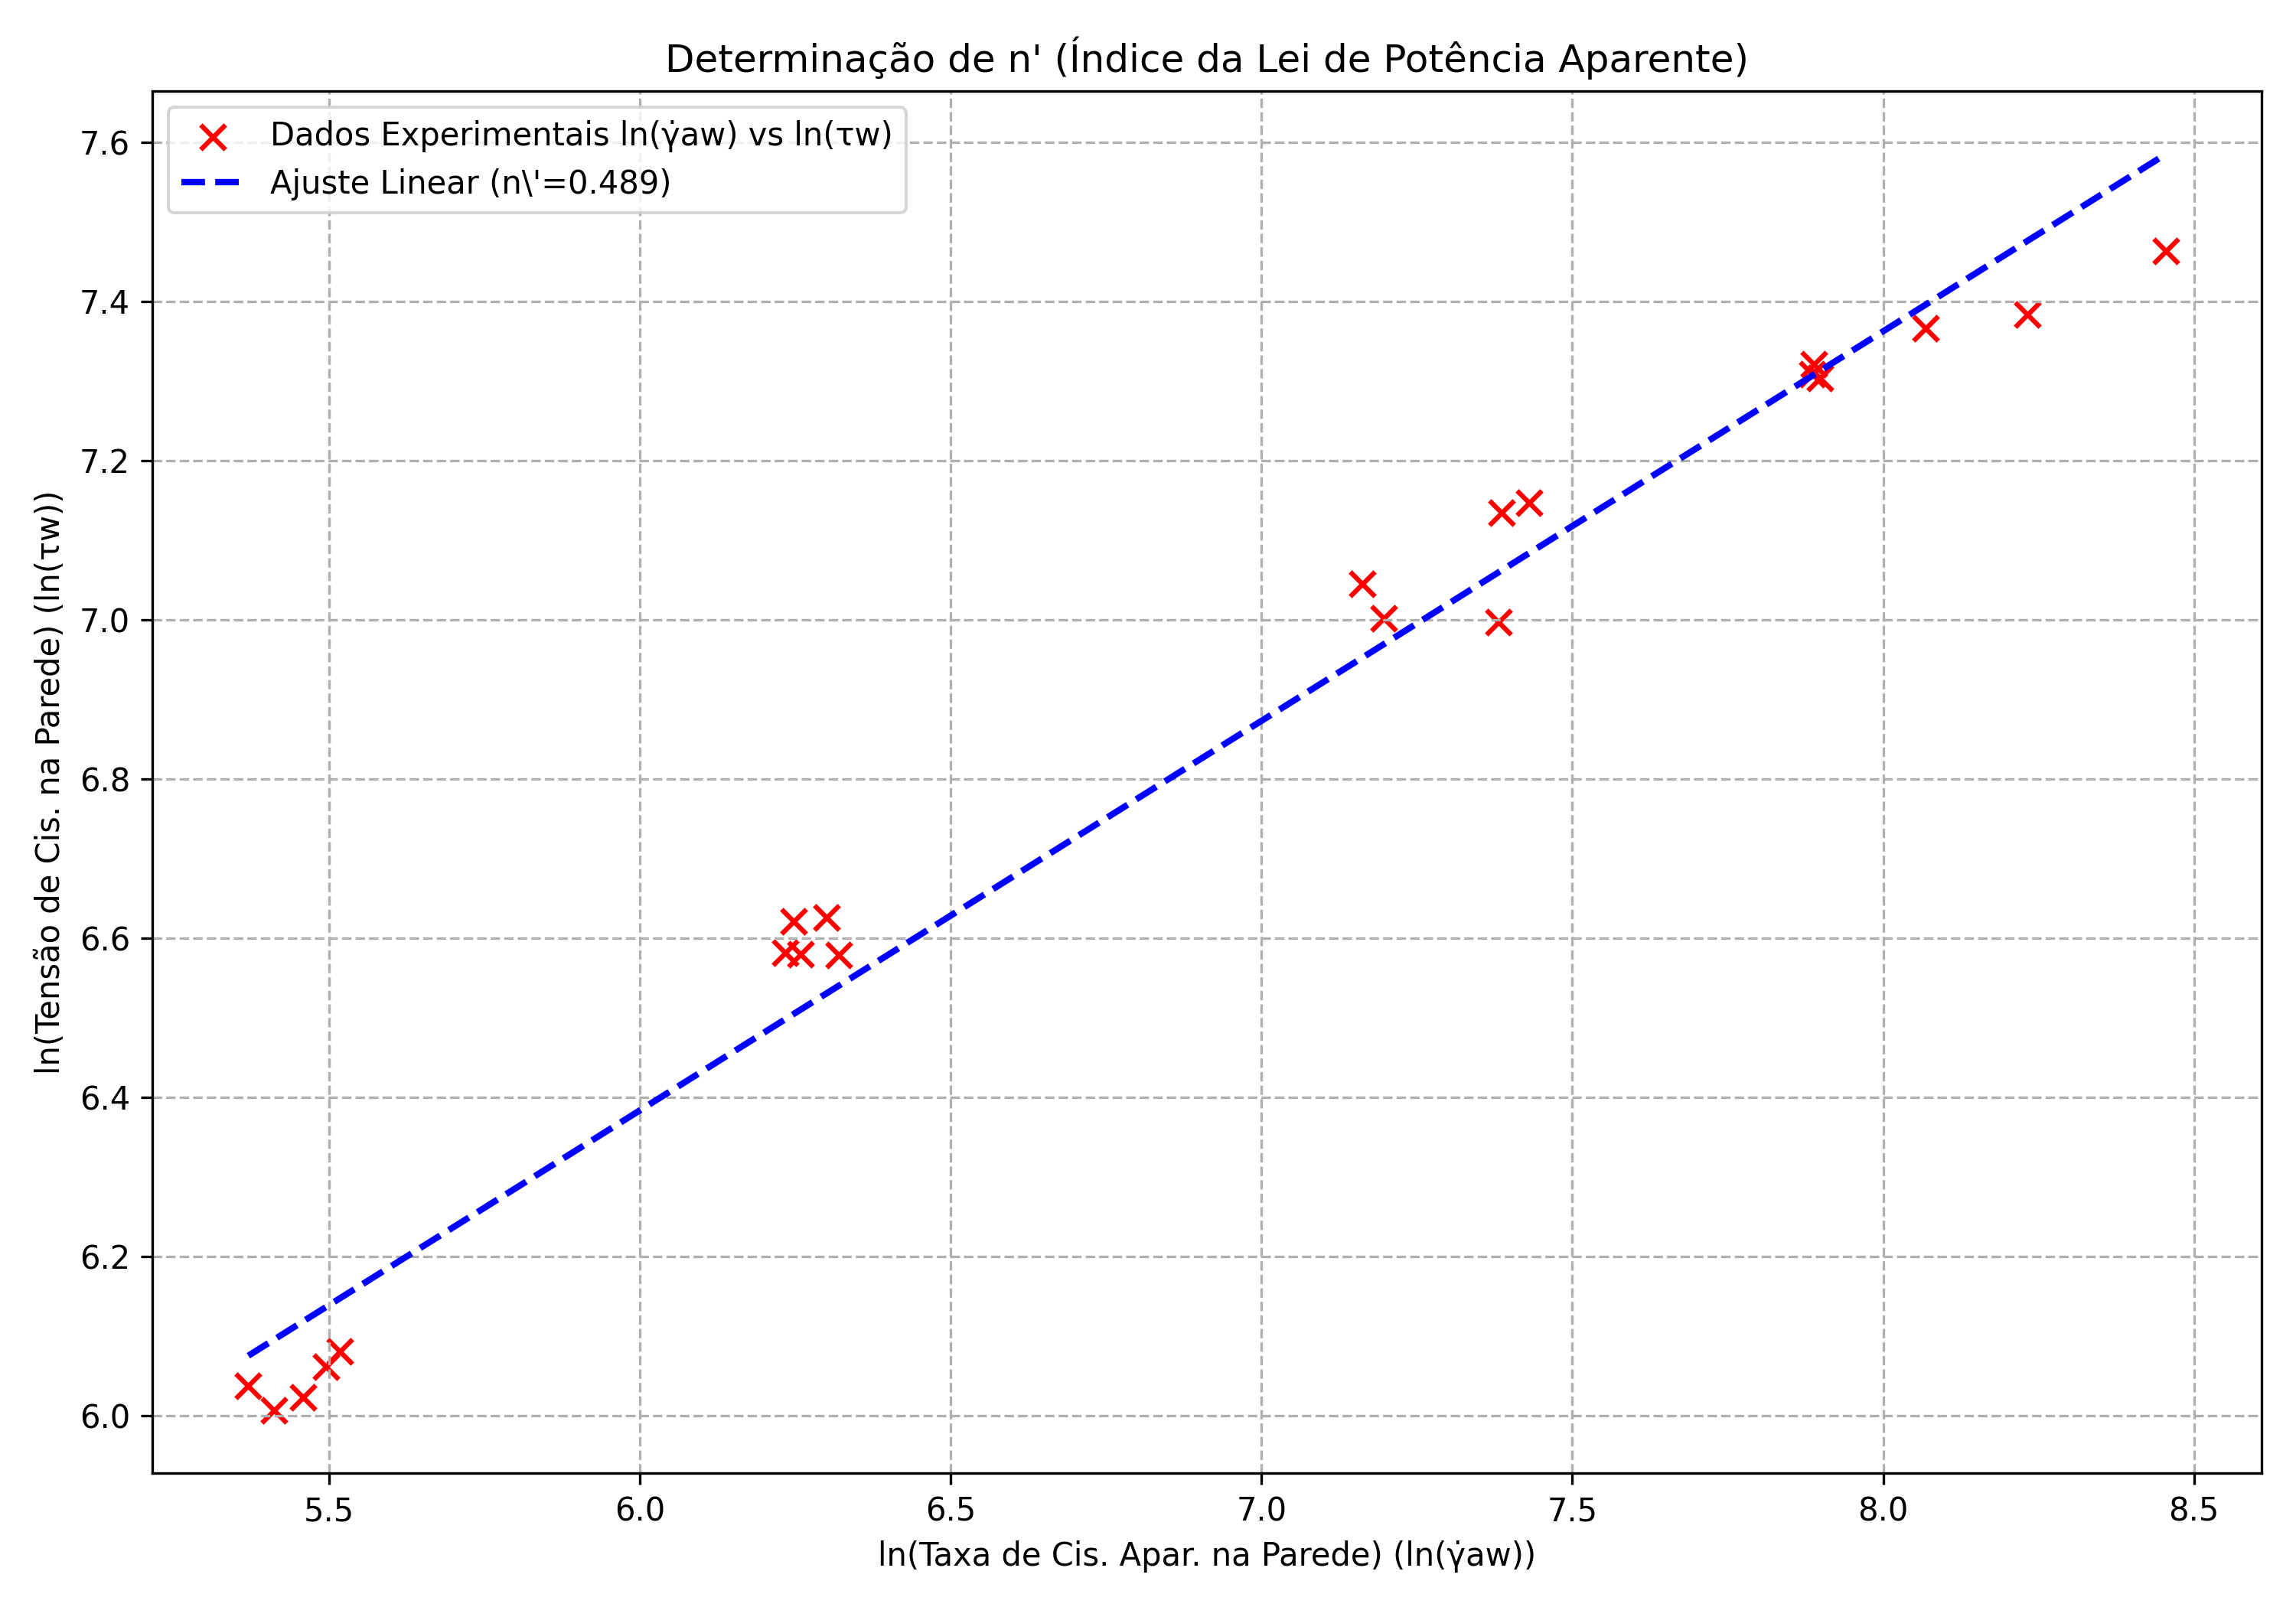 Determinação de n' (Índice da Lei de Potência Aparente)
Dados Experimentais ln(γ̇aw) vs ln(τw)
Ajuste Linear (n\'=0.489)
ln(Tensão de Cis. na Parede) (ln(τw))
7.6
7.4
7.2
7.0
6.8
6.6
6.4
6.2
6.0
5.5 6.0 6.5 7.0 7.5 8.0 8.5
ln(Taxa de Cis. Apar. na Parede) (ln(γ̇aw))